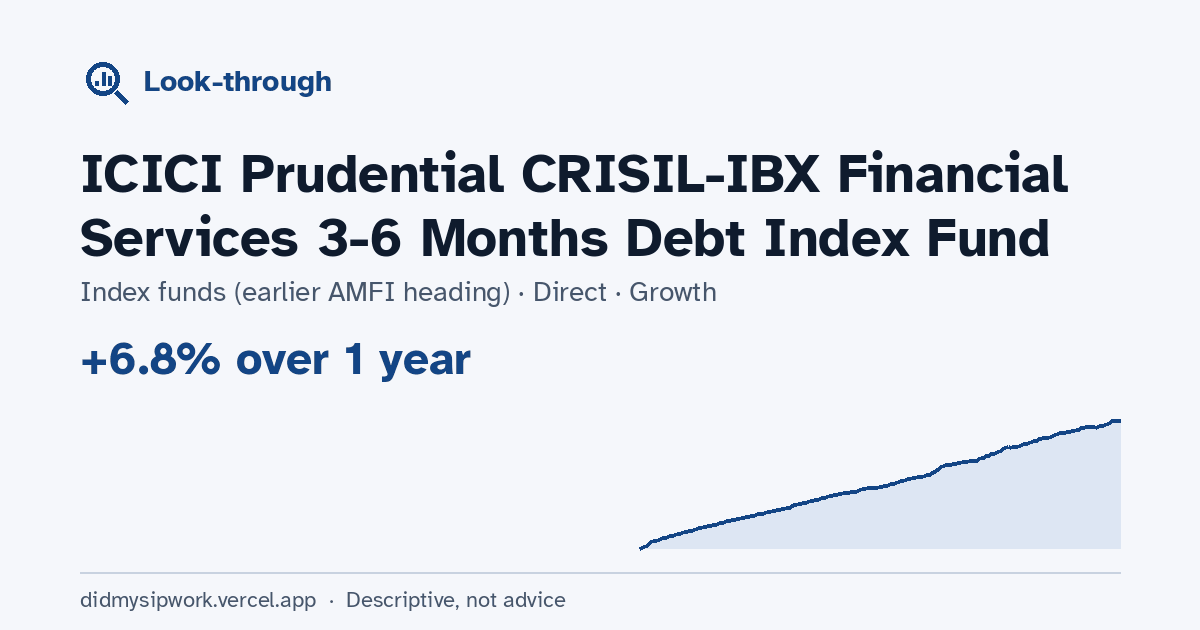 Look-through
ICICI Prudential CRISIL-IBX Financial
Services 3-6 Months Debt Index Fund
Index funds (earlier AMFI heading) · Direct · Growth
+6.8% over 1 year
didmysipwork.vercel.app · Descriptive, not advice